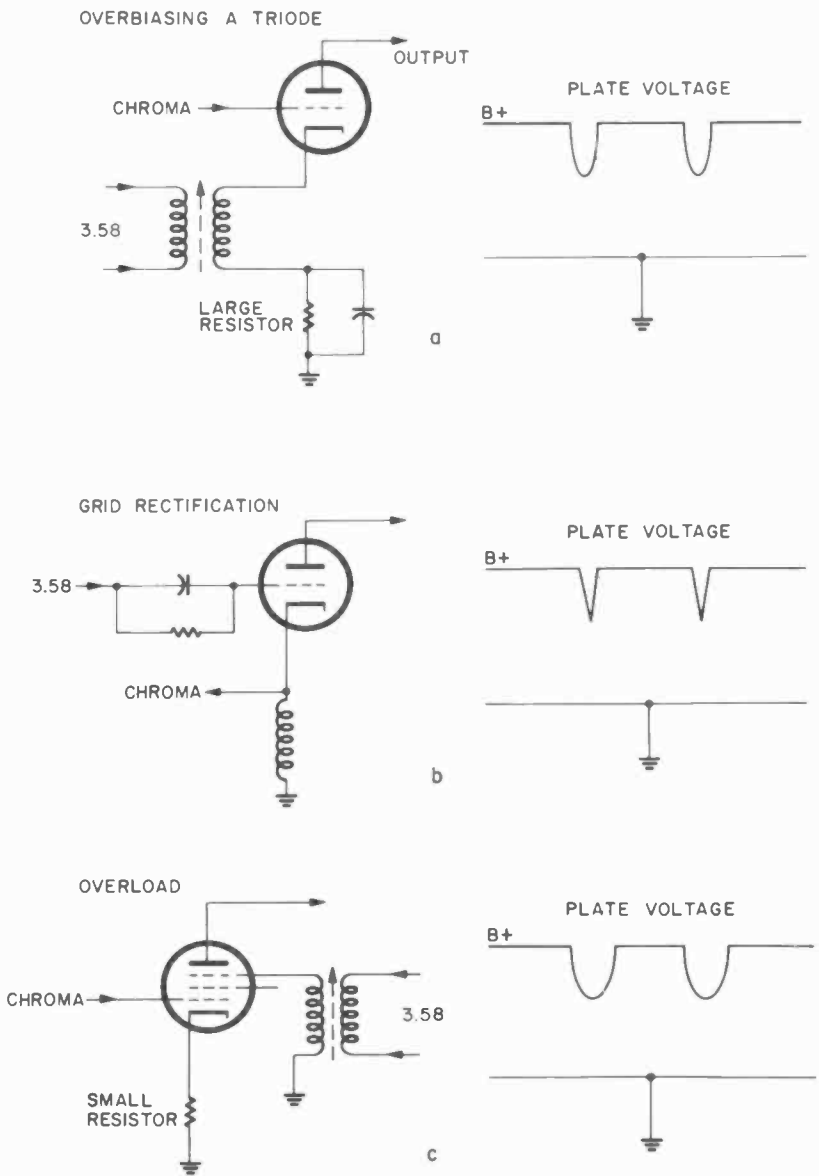 OVERBIASING A TRIODE
OUTPUT
CHROMA
PLATE VOLTAGE
B+
3.58
LARGE
RESISTOR
a
GRID RECTIFICATION
PLATE VOLTAGE
B+
3.58
CHROMA
b
OVERLOAD
PLATE VOLTAGE
B+
CHROMA
3.58
SMALL
RESISTOR
c